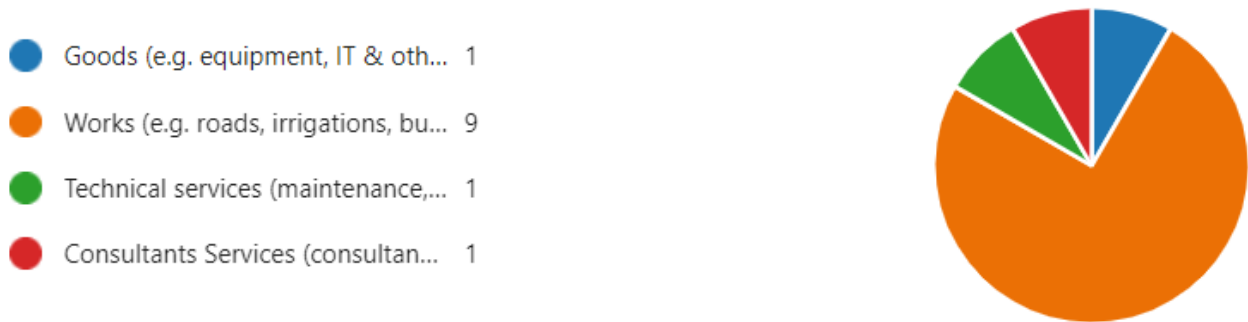 Goods (e.g. equipment, IT & oth... 1
Works (e.g. roads, irrigations, bu... 9
Technical services (maintenance,... 1
Consultants Services (consultan... 1